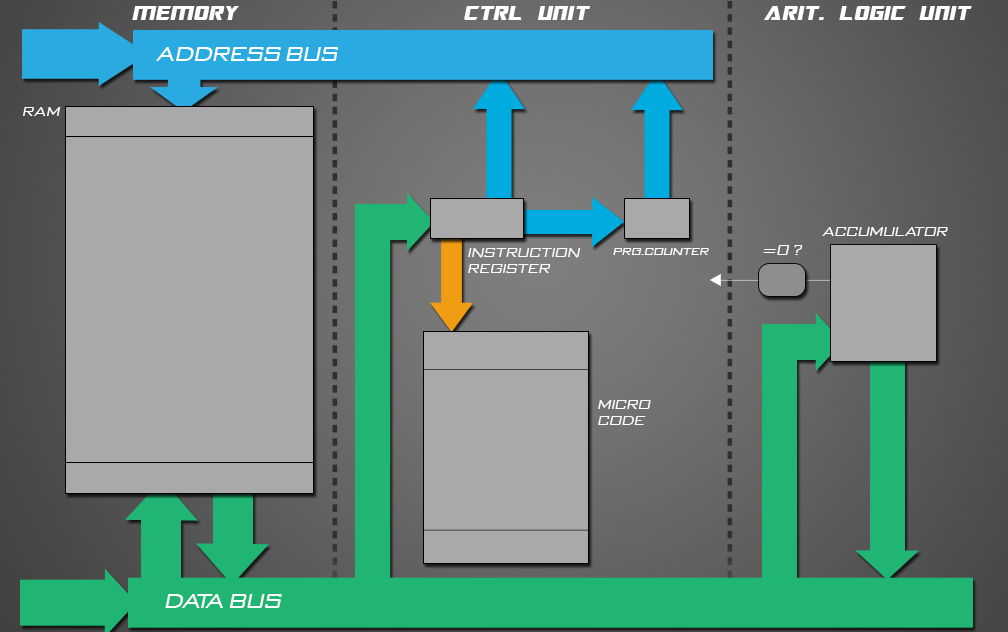 MEMORY
CTRL UNIT
ARIT. LOGIC UNIT
ADDRESS BUS
RAM
INSTRUCTION
REGISTER
PRG.COUNTER
=0 ?
ACCUMULATOR
MICRO
CODE
DATA BUS